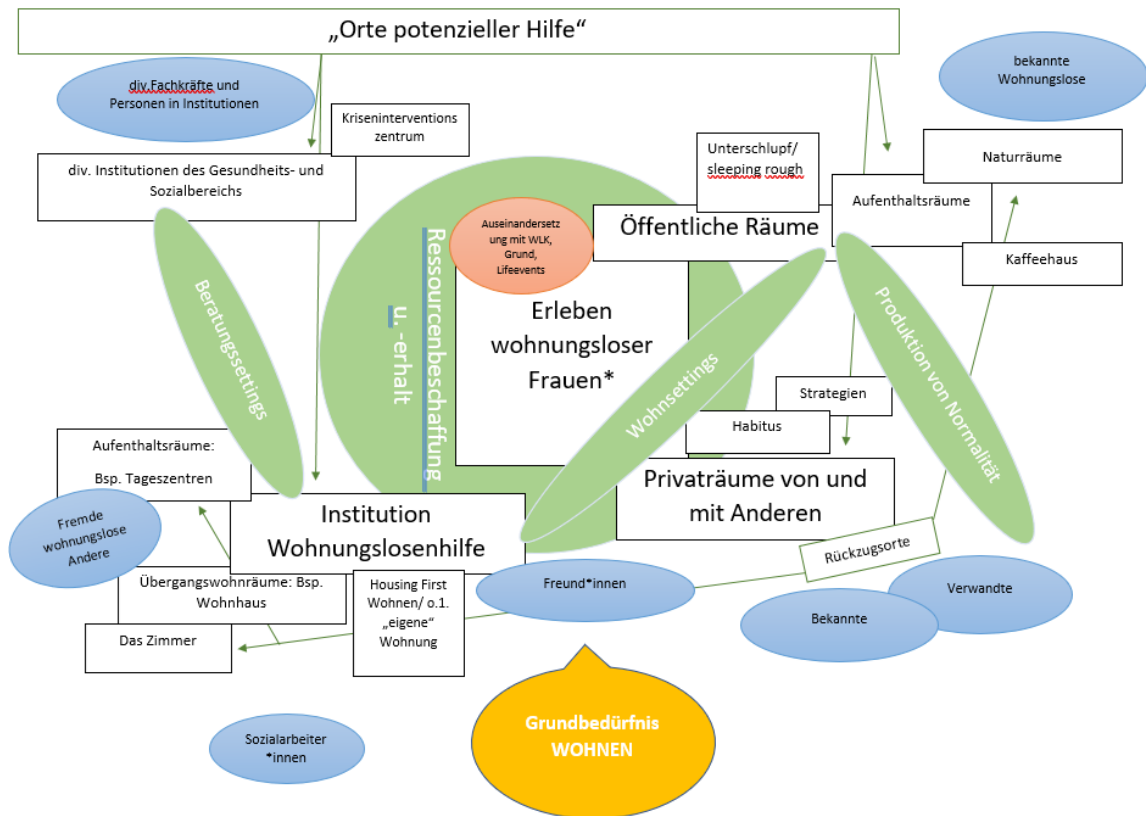 „Orte potenzieller Hilfe“
div.Fachkräfte und
Personen in Institutionen
bekannte
Wohnungslose
Kriseninterventions
zentrum
div. Institutionen des Gesundheits- und
Sozialbereichs
Unterschlupf/
sleeping rough
Naturräume
Aufenthaltsräume
Kaffeehaus
Öffentliche Räume
Auseinandersetz
ung mit WLK,
Grund,
Lifeevents
Ressourcenbeschaffung
u. -erhalt
Erleben
wohnungsloser
Frauen*
Beratungssettings
Wohnsettings
Produktion von Normalität
Strategien
Habitus
Aufenthaltsräume:
Bsp. Tageszentren
Privaträume von und
mit Anderen
Institution
Wohnungslosenhilfe
Fremde
wohnungslose
Andere
Rückzugsorte
Übergangswohnräume: Bsp.
Wohnhaus
Housing First
Wohnen/ o.1.
„eigene“
Wohnung
Freund*innen
Verwandte
Bekannte
Das Zimmer
Grundbedürfnis
WOHNEN
Sozialarbeiter
*innen